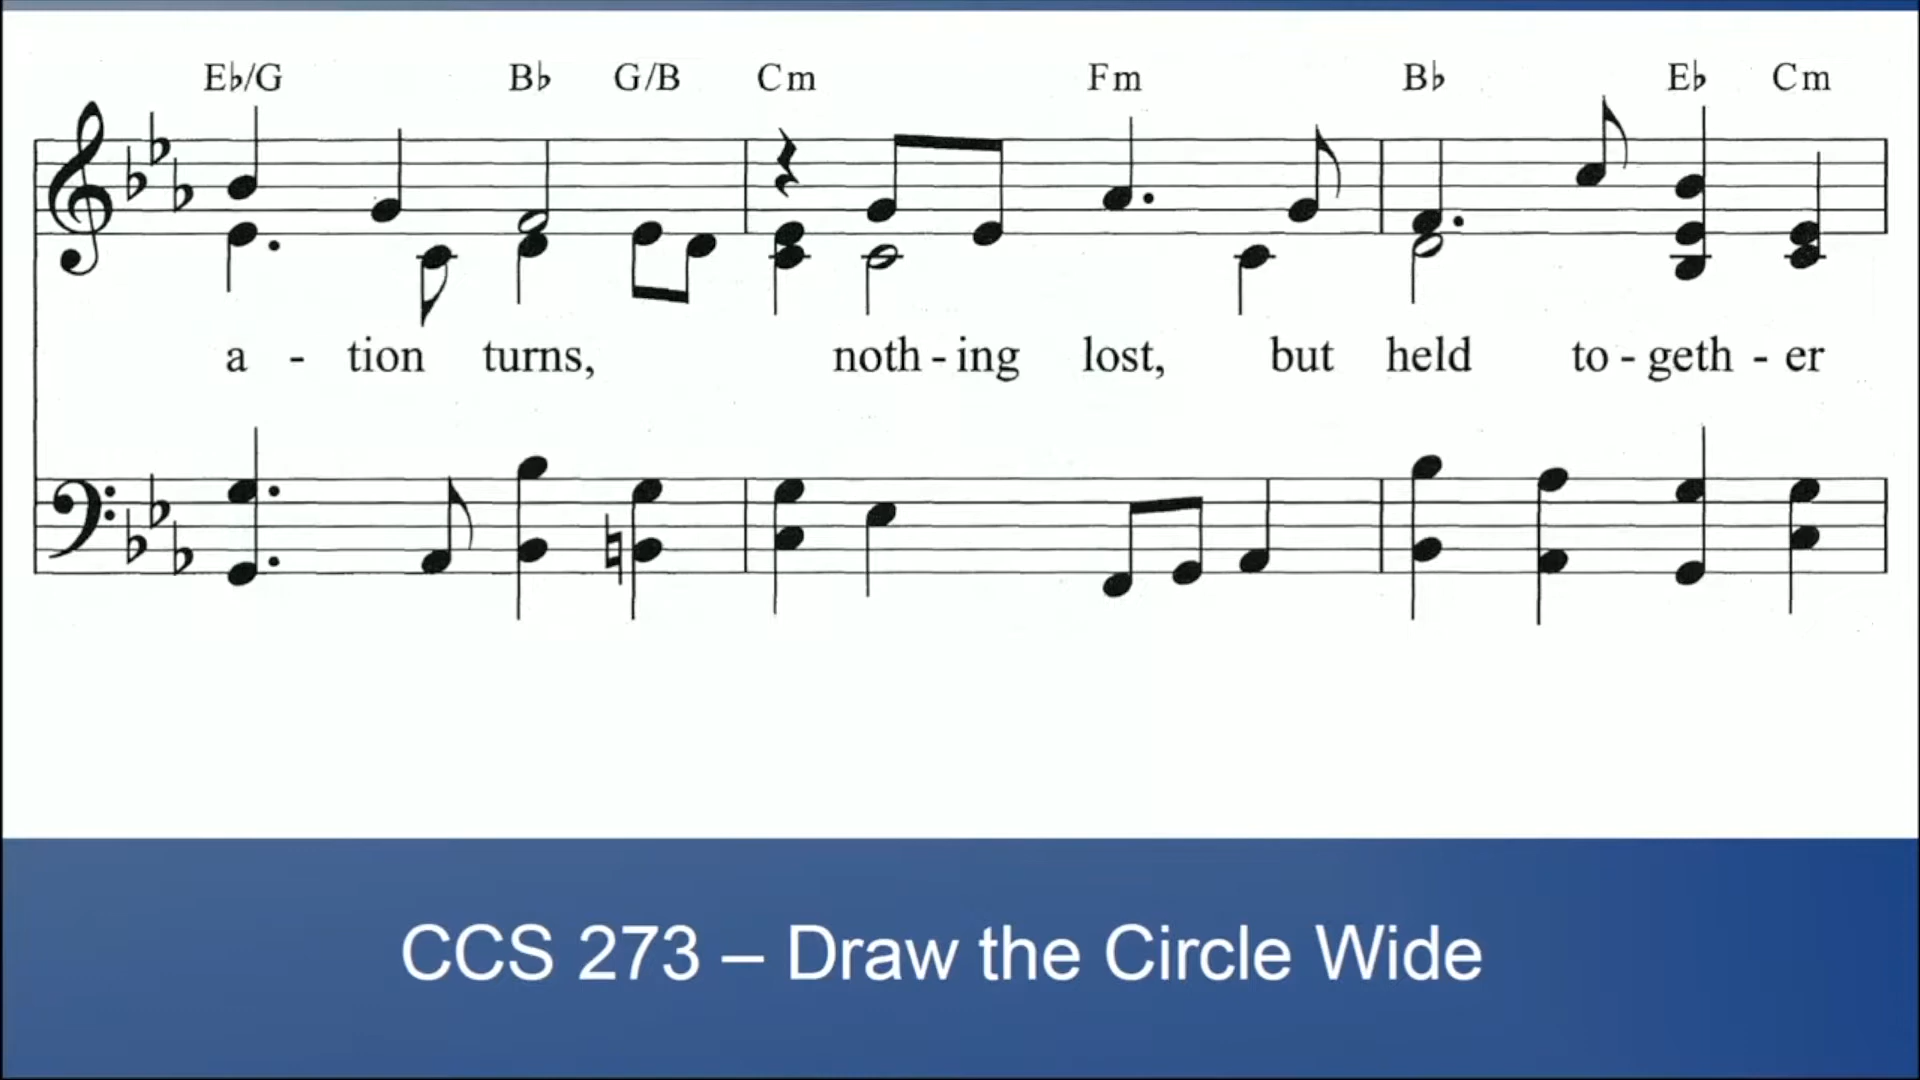 E♭/G B♭ G/B Cm Fm B♭ E♭ Cm
a - tion turns, noth - ing lost, but held to - geth - er
CCS 273 – Draw the Circle Wide